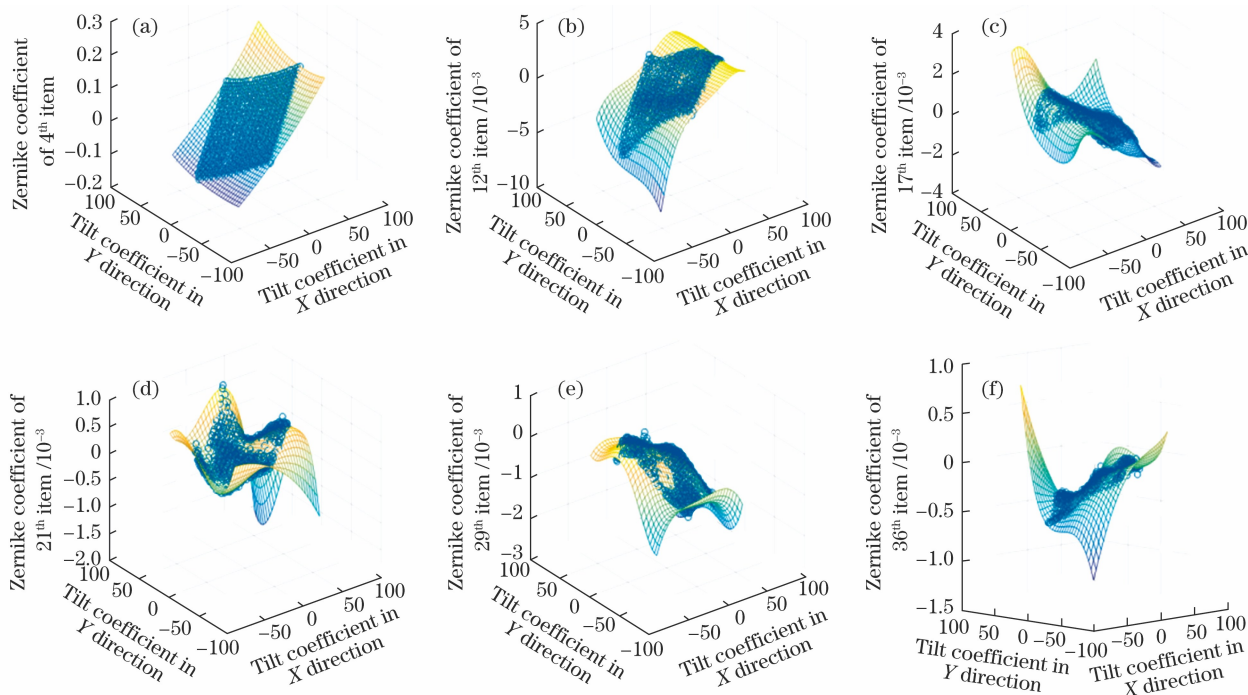 (a)
Zernike coefficient
of 4th item
0.3
0.2
0.1
0
−0.1
−0.2
100
50
0
−50
−100
Tilt coefficient in
Y direction
−50
0
50
100
Tilt coefficient in
X direction
(b)
Zernike coefficient of
12th item /10−3
5
0
−5
−10
100
50
0
−50
−100
Tilt coefficient in
Y direction
−50
0
50
100
Tilt coefficient in
X direction
(c)
Zernike coefficient of
17th item /10−3
4
2
0
−2
−4
100
50
0
−50
−100
Tilt coefficient in
Y direction
−50
0
50
100
Tilt coefficient in
X direction
(d)
Zernike coefficient of
21th item /10−3
1.0
0.5
0
−0.5
−1.0
−1.5
−2.0
100
50
0
−50
−100
Tilt coefficient in
Y direction
−50
0
50
100
Tilt coefficient in
X direction
(e)
Zernike coefficient of
29th item /10−3
1
0
−1
−2
−3
100
50
0
−50
−100
Tilt coefficient in
Y direction
−50
0
50
100
Tilt coefficient in
X direction
(f)
Zernike coefficient of
36th item /10−3
1.0
0.5
0
−0.5
−1.0
−1.5
100
50
0
−50
−100
Tilt coefficient in
Y direction
−50
0
50
100
Tilt coefficient in
X direction